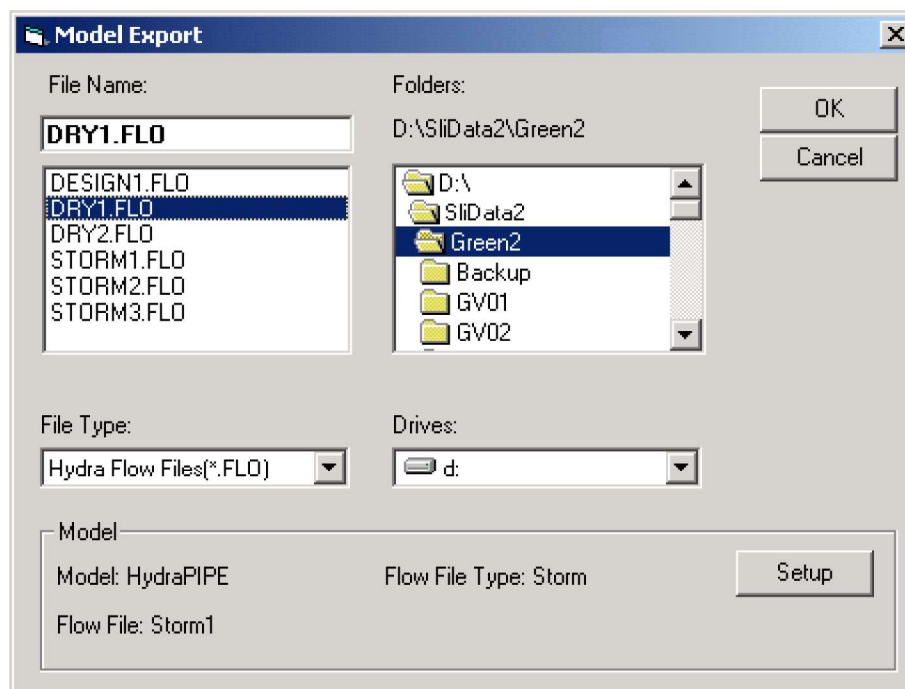 Model Export
File Name:
DRY1.FLO
DESIGN1.FLO
DRY1.FLO
DRY2.FLO
STORM1.FLO
STORM2.FLO
STORM3.FLO
Folders:
D:\SliData2\Green2
D:\
SliData2
Green2
Backup
GV01
GV02
OK
Cancel
File Type:
Hydra Flow Files(*.FLO)
Drives:
d:
Model
Model: HydraPIPE
Flow File Type: Storm
Setup
Flow File: Storm1